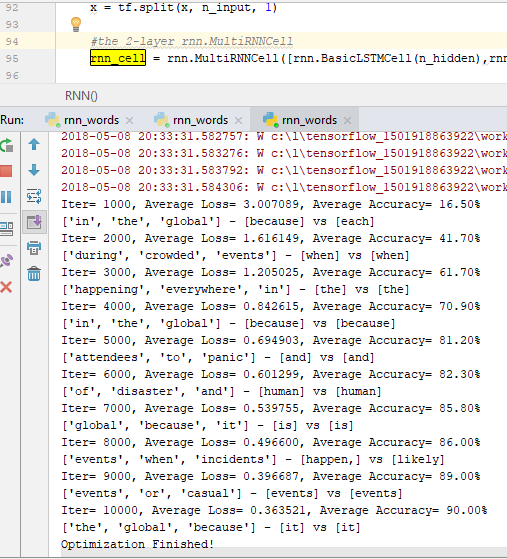 92 x = tf.split(x, n_input, 1)
93
94 #the 2-layer rnn.MultiRNNCell
95 rnn_cell = rnn.MultiRNNCell([rnn.BasicLSTMCell(n_hidden),rnn
96
RNN()
Run: rnn_words rnn_words rnn_words
2018-05-08 20:33:31.582757: W c:\l\tensorflow_1501918863922\work
2018-05-08 20:33:31.583276: W c:\l\tensorflow_1501918863922\work
2018-05-08 20:33:31.583792: W c:\l\tensorflow_1501918863922\work
2018-05-08 20:33:31.584306: W c:\l\tensorflow_1501918863922\work
Iter= 1000, Average Loss= 3.007089, Average Accuracy= 16.50%
['in', 'the', 'global'] - [because] vs [each]
Iter= 2000, Average Loss= 1.616149, Average Accuracy= 41.70%
['during', 'crowded', 'events'] - [when] vs [when]
Iter= 3000, Average Loss= 1.205025, Average Accuracy= 61.70%
['happening', 'everywhere', 'in'] - [the] vs [the]
Iter= 4000, Average Loss= 0.842615, Average Accuracy= 70.90%
['in', 'the', 'global'] - [because] vs [because]
Iter= 5000, Average Loss= 0.694903, Average Accuracy= 81.20%
['attendees', 'to', 'panic'] - [and] vs [and]
Iter= 6000, Average Loss= 0.601299, Average Accuracy= 82.30%
['of', 'disaster', 'and'] - [human] vs [human]
Iter= 7000, Average Loss= 0.539755, Average Accuracy= 85.80%
['global', 'because', 'it'] - [is] vs [is]
Iter= 8000, Average Loss= 0.496600, Average Accuracy= 86.00%
['events', 'when', 'incidents'] - [happen,] vs [likely]
Iter= 9000, Average Loss= 0.396687, Average Accuracy= 89.00%
['events', 'or', 'casual'] - [events] vs [events]
Iter= 10000, Average Loss= 0.363521, Average Accuracy= 90.00%
['the', 'global', 'because'] - [it] vs [it]
Optimization Finished!